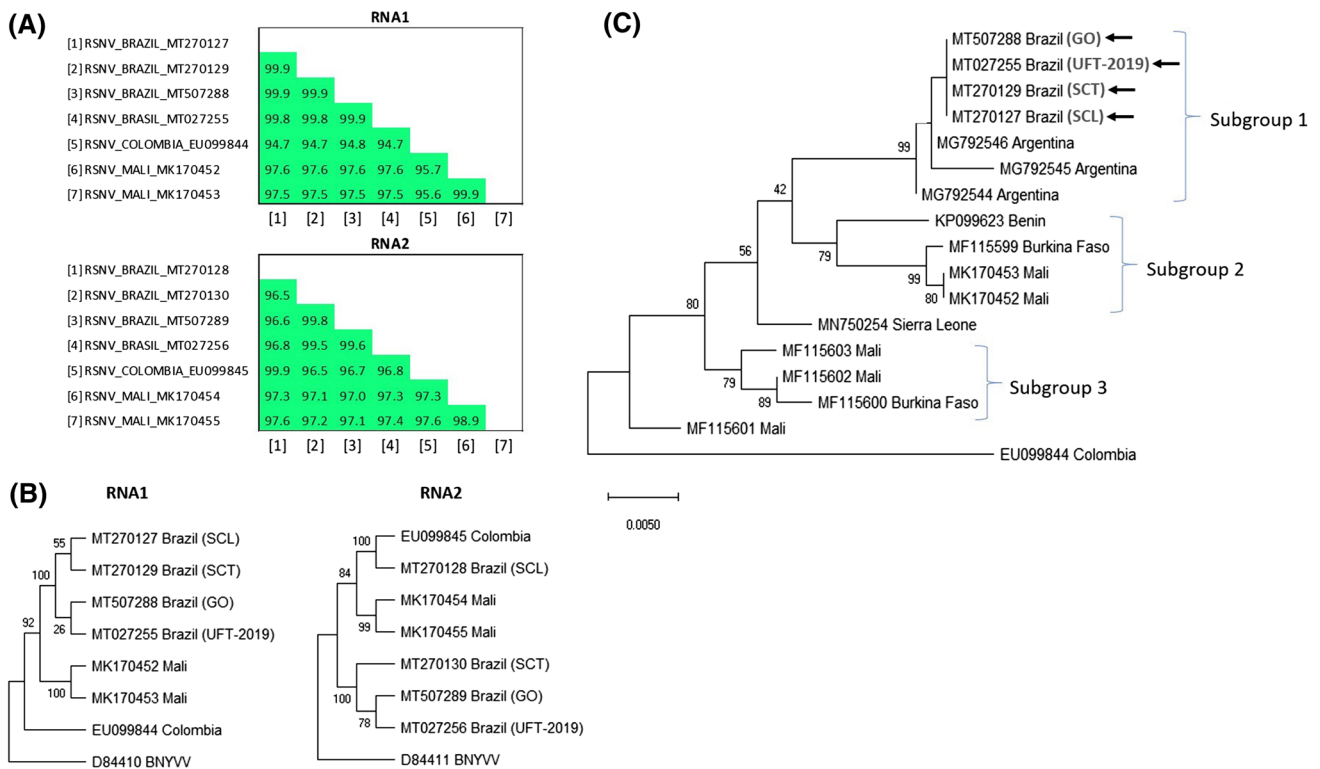 (A)
RNA1
[1] RSNV_BRAZIL_MT270127
[2] RSNV_BRAZIL_MT270129 99.9
[3] RSNV_BRAZIL_MT507288 99.9 99.9
[4] RSNV_BRASIL_MT027255 99.8 99.8 99.9
[5] RSNV_COLOMBIA_EU099844 94.7 94.7 94.8 94.7
[6] RSNV_MALI_MK170452 97.6 97.6 97.6 97.6 95.7
[7] RSNV_MALI_MK170453 97.5 97.5 97.5 97.5 95.6 99.9
[1] [2] [3] [4] [5] [6] [7]
RNA2
[1] RSNV_BRAZIL_MT270128
[2] RSNV_BRAZIL_MT270130 96.5
[3] RSNV_BRAZIL_MT507289 96.6 99.8
[4] RSNV_BRASIL_MT027256 96.8 99.5 99.6
[5] RSNV_COLOMBIA_EU099845 99.9 96.5 96.7 96.8
[6] RSNV_MALI_MK170454 97.3 97.1 97.0 97.3 97.3
[7] RSNV_MALI_MK170455 97.6 97.2 97.1 97.4 97.6 98.9
[1] [2] [3] [4] [5] [6] [7]
(B)
RNA1
MT270127 Brazil (SCL)
55
MT270129 Brazil (SCT)
100
MT507288 Brazil (GO)
92
26
MT027255 Brazil (UFT-2019)
MK170452 Mali
100
MK170453 Mali
EU099844 Colombia
D84410 BNYVV
RNA2
EU099845 Colombia
100
MT270128 Brazil (SCL)
84
MK170454 Mali
99
MK170455 Mali
MT270130 Brazil (SCT)
100
MT507289 Brazil (GO)
78
MT027256 Brazil (UFT-2019)
D84411 BNYVV
(C)
MT507288 Brazil (GO)
MT027255 Brazil (UFT-2019)
MT270129 Brazil (SCT)
MT270127 Brazil (SCL)
Subgroup 1
99
MG792546 Argentina
MG792545 Argentina
42
MG792544 Argentina
KP099623 Benin
79
MF115599 Burkina Faso
56
99
MK170453 Mali
Subgroup 2
80
MK170452 Mali
80
MN750254 Sierra Leone
MF115603 Mali
79
MF115602 Mali
Subgroup 3
89
MF115600 Burkina Faso
MF115601 Mali
EU099844 Colombia
0.0050